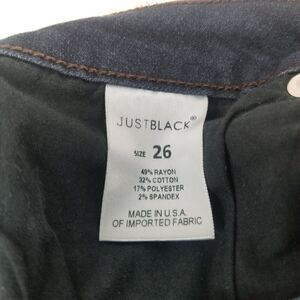 JUSTBLACK®
SIZE 26
49% RAYON
32% COTTON
17% POLYESTER
2% SPANDEX
MADE IN U.S.A.
OF IMPORTED FABRIC